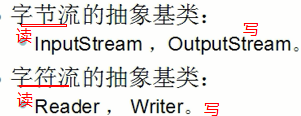 字节流的抽象基类：
读 写
InputStream ，OutputStream。
字符流的抽象基类：
读 Reader ， Writer。 写